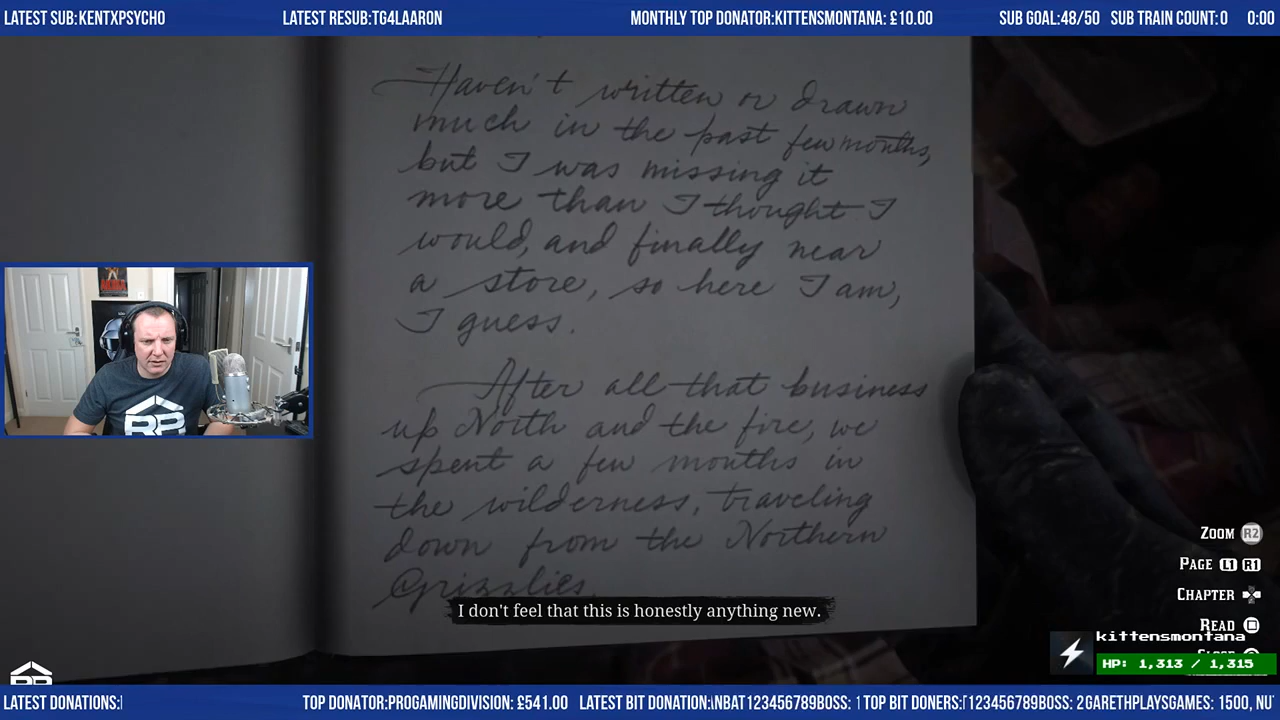 LATEST SUB:KENTXPSYCHO
LATEST RESUB:TG4LAARON
MONTHLY TOP DONATOR:KITTENSMONTANA: £10.00
SUB GOAL:48/50
SUB TRAIN COUNT:0
0:00
Haven't written or drawn
much in the past few months,
but I was missing it
more than I thought I
would, and finally near
a store, so here I am,
I guess.
After all that business
up North and the fire, we
spent a few months in
the wilderness, traveling
down from the Northern
Grizzlies.
I don't feel that this is honestly anything new.
ZOOM R2
PAGE L1 R1
CHAPTER
READ
kittensmontana
HP: 1,313 / 1,315
LATEST DONATIONS:
TOP DONATOR:PROGAMINGDIVISION: £541.00
LATEST BIT DONATION:
TOP BIT DONERS:
123456789BOSS: 2
GARETHPLAYSGAMES: 1500, NU